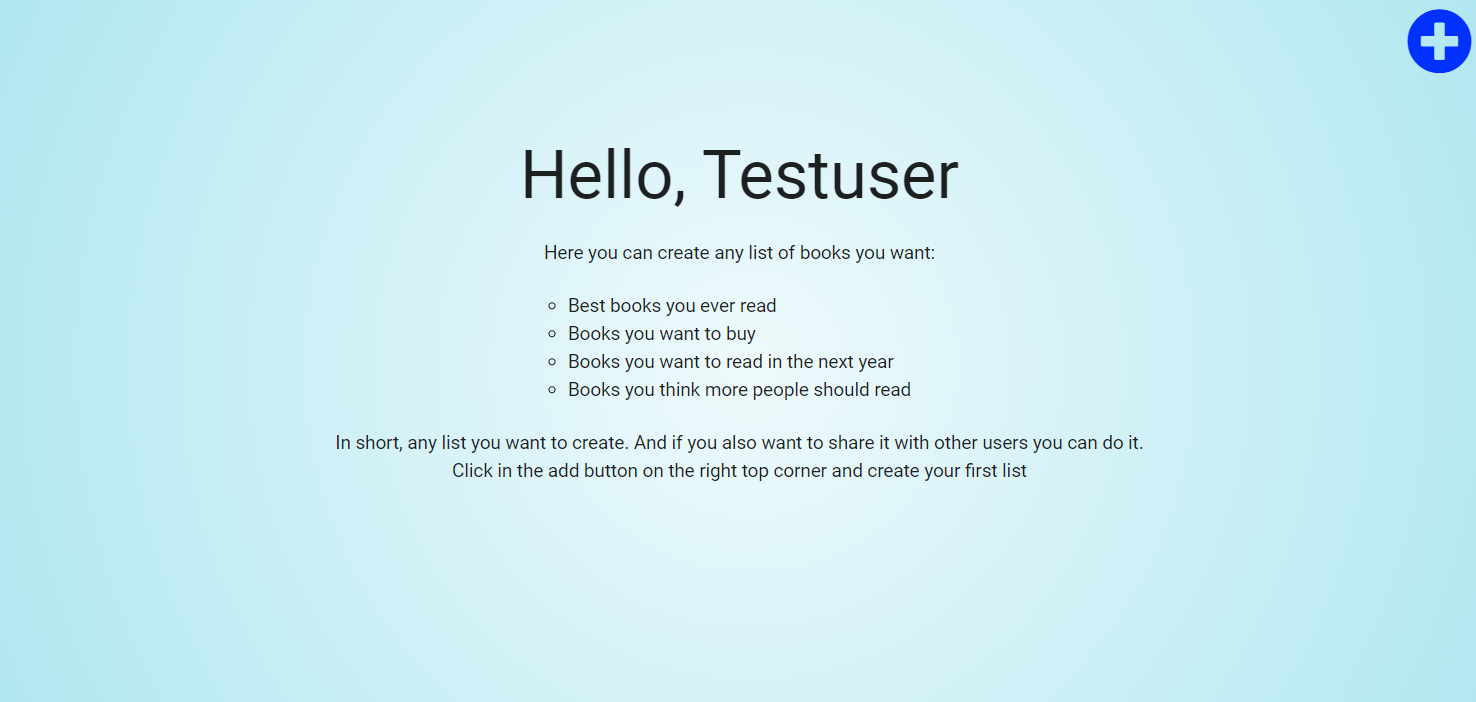 Hello, Testuser
Here you can create any list of books you want:
Best books you ever read
Books you want to buy
Books you want to read in the next year
Books you think more people should read
In short, any list you want to create. And if you also want to share it with other users you can do it.
Click in the add button on the right top corner and create your first list